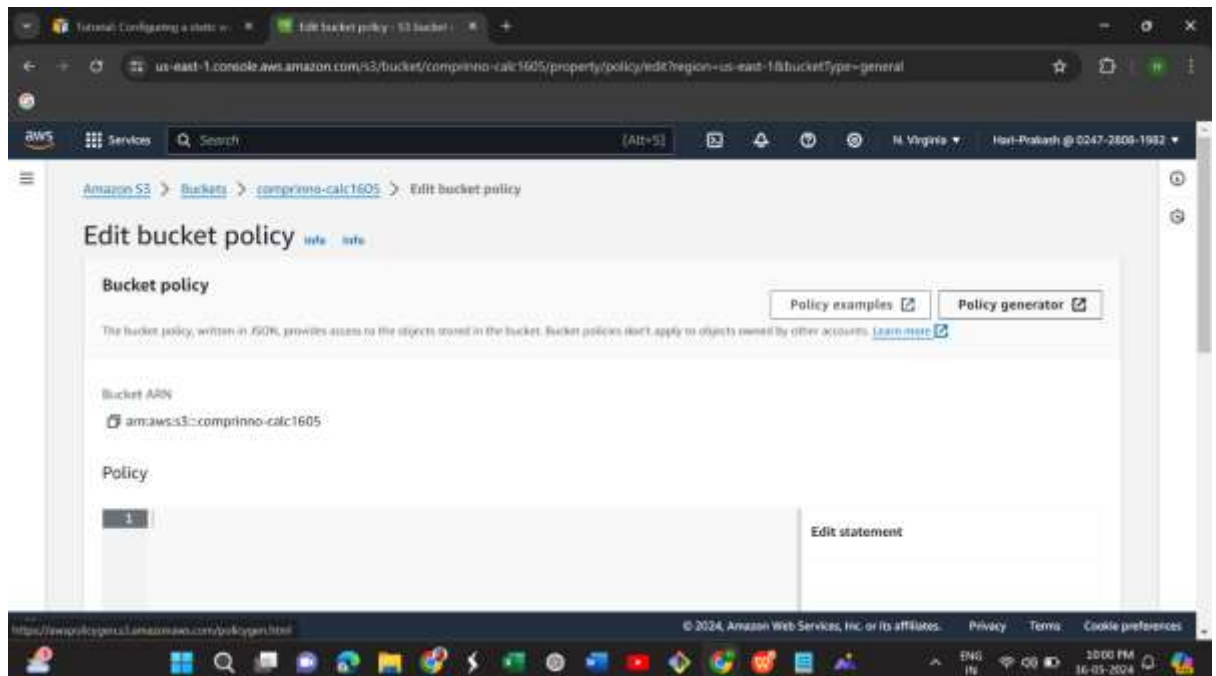 Tutorial: Configuring a static w
Edit bucket policy - S3 bucket
us-east-1.console.aws.amazon.com/s3/bucket/comprinno-calc1605/property/policy/edit?region=us-east-1&bucketType=general
aws
Services
Search
[Alt+S]
N. Virginia
Hari-Prakash @ 0247-2808-1982
Amazon S3 > Buckets > comprinno-calc1605 > Edit bucket policy
Edit bucket policy Info Info
Bucket policy
Policy examples
Policy generator
The bucket policy, written in JSON, provides access to the objects stored in the bucket. Bucket policies don't apply to objects owned by other accounts. Learn more
Bucket ARN
arn:aws:s3:::comprinno-calc1605
Policy
1
Edit statement
https://awspolicygen.s3.amazonaws.com/policygen.html
© 2024, Amazon Web Services, Inc. or its affiliates.
Privacy
Terms
Cookie preferences
ENG
IN
10:00 PM
16-05-2024